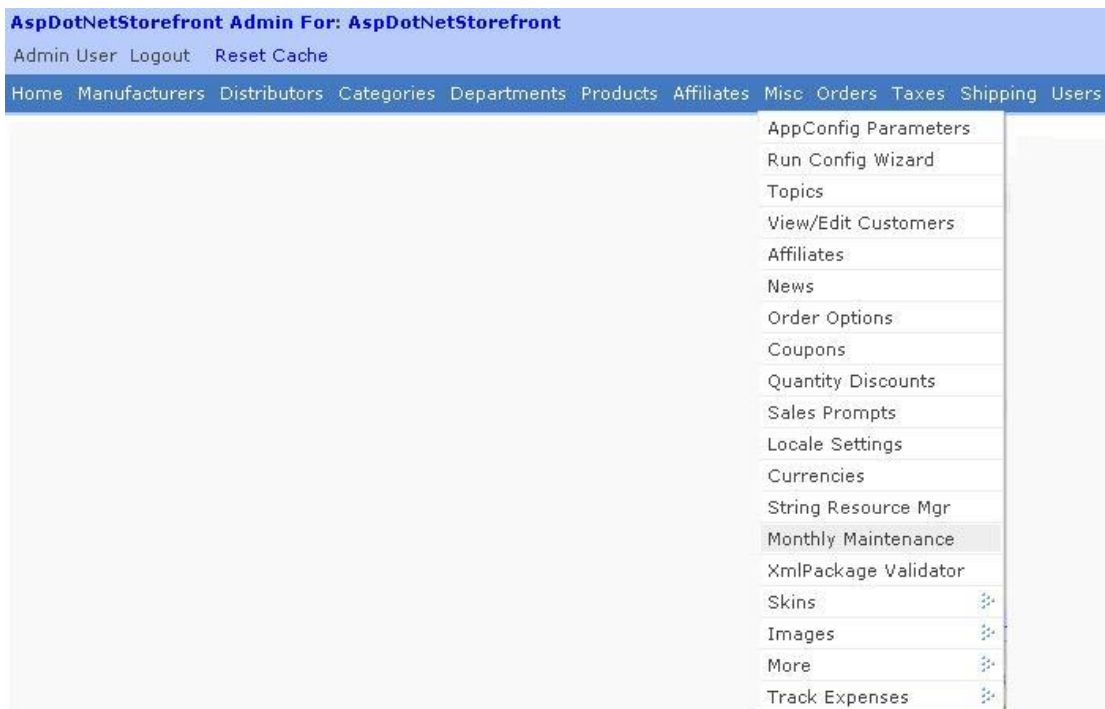 AspDotNetStorefront Admin For: AspDotNetStorefront
Admin User Logout Reset Cache
Home Manufacturers Distributors Categories Departments Products Affiliates Misc Orders Taxes Shipping Users
AppConfig Parameters
Run Config Wizard
Topics
View/Edit Customers
Affiliates
News
Order Options
Coupons
Quantity Discounts
Sales Prompts
Locale Settings
Currencies
String Resource Mgr
Monthly Maintenance
XmlPackage Validator
Skins
Images
More
Track Expenses